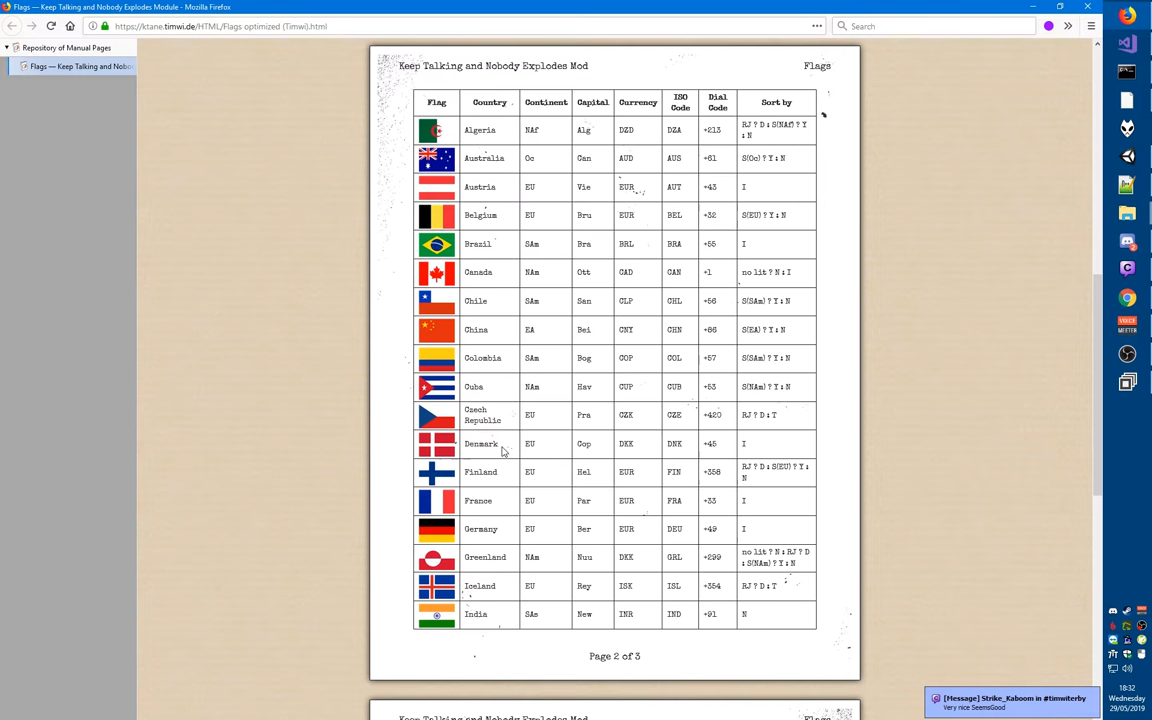 Flags — Keep Talking and Nobody Explodes Module - Mozilla Firefox
https://ktane.timwi.de/HTML/Flags optimized (Timwi).html
Search
Repository of Manual Pages
Flags — Keep Talking and Nobo
Keep Talking and Nobody Explodes Mod
Flags
Flag Country Continent Capital Currency ISO Code Dial Code Sort by
Algeria NAf Alg DZD DZA +213 RJ ? D : S(NAf) ? Y : N
Australia Oc Can AUD AUS +61 S(Oc) ? Y : N
Austria EU Vie EUR AUT +43 I
Belgium EU Bru EUR BEL +32 S(EU) ? Y : N
Brazil SAm Bra BRL BRA +55 I
Canada NAm Ott CAD CAN +1 no lit ? N : I
Chile SAm San CLP CHL +56 S(SAm) ? Y : N
China EA Bei CNY CHN +86 S(EA) ? Y : N
Colombia SAm Bog COP COL +57 S(SAm) ? Y : N
Cuba NAm Hav CUP CUB +53 S(NAm) ? Y : N
Czech Republic EU Pra CZK CZE +420 RJ ? D : T
Denmark EU Cop DKK DNK +45 I
Finland EU Hel EUR FIN +358 RJ ? D : S(EU) ? Y : N
France EU Par EUR FRA +33 I
Germany EU Ber EUR DEU +49 I
Greenland NAm Nuu DKK GRL +299 no lit ? N : RJ ? D : S(NAm) ? Y : N
Iceland EU Rey ISK ISL +354 RJ ? D : T
India SAs New INR IND +91 N
Page 2 of 3
Keep Talking and Nobody Explodes Mod
Flags
VOICE
MEETER
18:32
Wednesday
29/05/2019
[Message] Strike_Kaboom in #timwiterby
Very nice SeemsGood